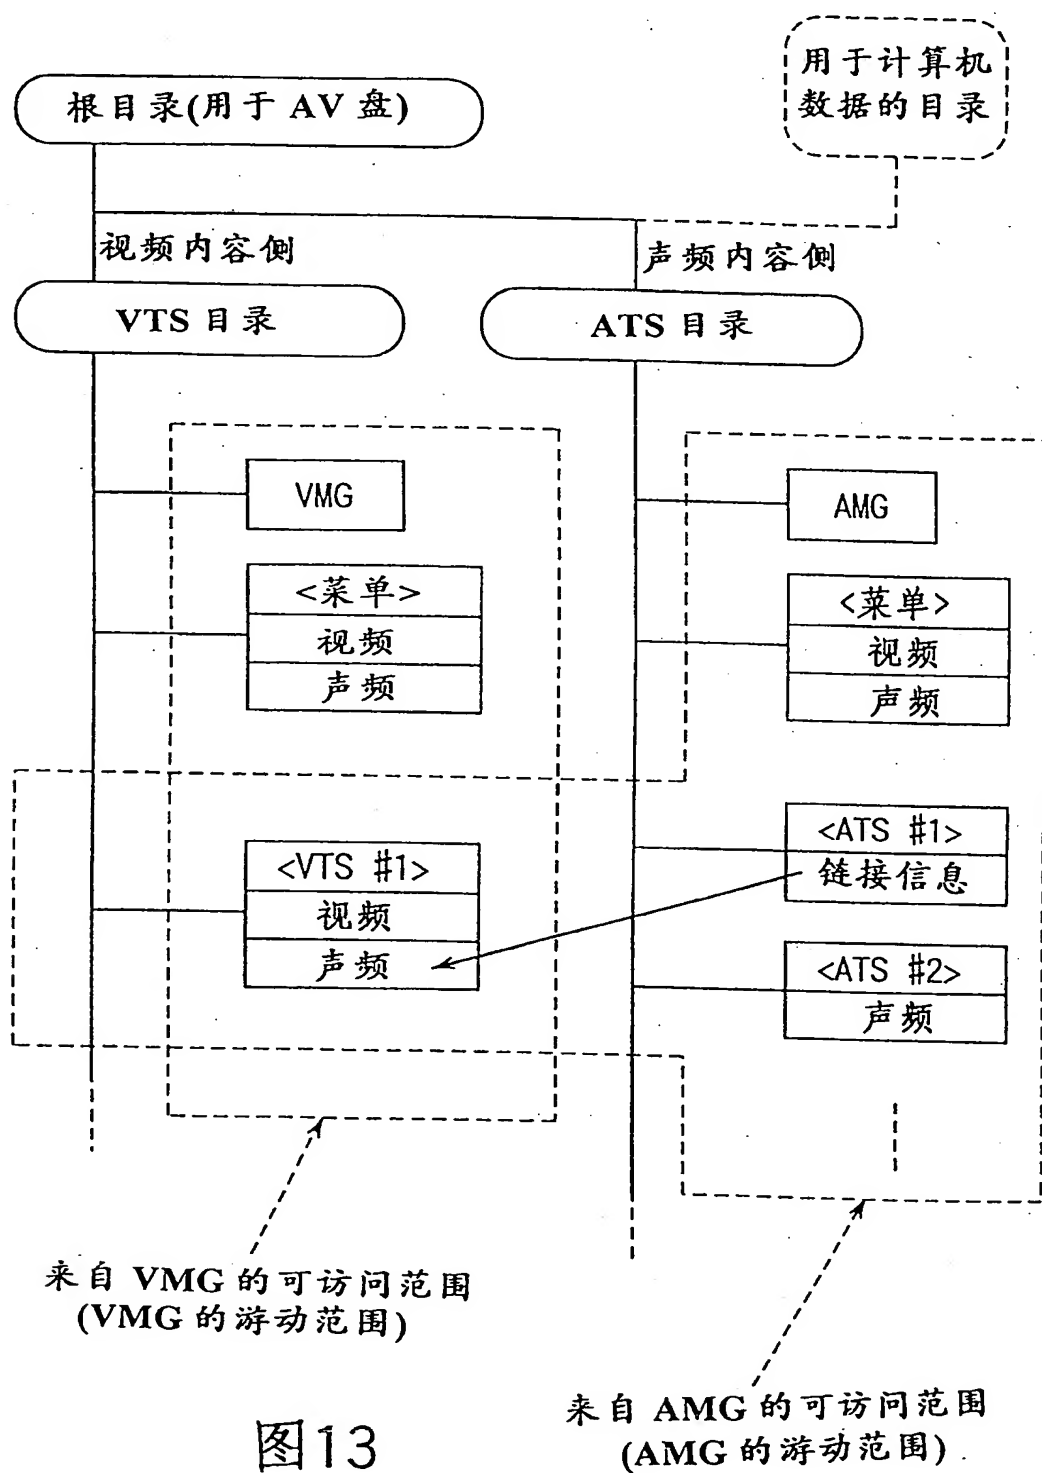 用于计算机
数据的目录
根目录(用于 AV 盘)
视频内容侧
声频内容侧
VTS 目录
ATS 目录
VMG
AMG
<菜单>
视频
声频
<菜单>
视频
声频
<VTS #1>
视频
声频
<ATS #1>
链接信息
<ATS #2>
声频
来自 VMG 的可访问范围
(VMG 的游动范围)
来自 AMG 的可访问范围
(AMG 的游动范围)
图13